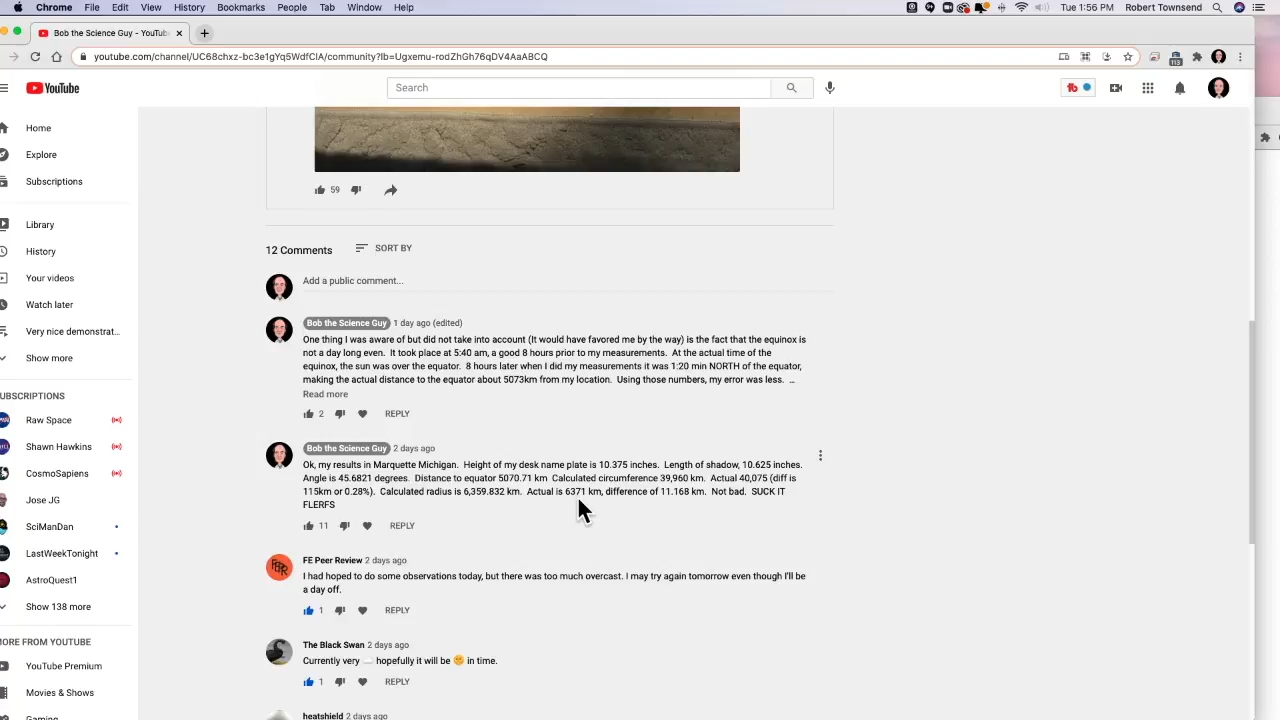 Chrome File Edit View History Bookmarks People Tab Window Help Tue 1:56 PM Robert Townsend
Bob the Science Guy - YouTub
youtube.com/channel/UC68chxz-bc3e1gYq5WdfCIA/community?lb=Ugxemu-rodZhGh76qDV4AaABCQ
113
YouTube
Search
Home
Explore
Subscriptions
Library
History
Your videos
Watch later
Very nice demonstrat...
Show more
SUBSCRIPTIONS
Raw Space
Shawn Hawkins
CosmoSapiens
Jose JG
SciManDan
LastWeekTonight
AstroQuest1
Show 138 more
MORE FROM YOUTUBE
YouTube Premium
Movies & Shows
Gaming
59
12 Comments SORT BY
Add a public comment...
Bob the Science Guy 1 day ago (edited)
One thing I was aware of but did not take into account (It would have favored me by the way) is the fact that the equinox is
not a day long even. It took place at 5:40 am, a good 8 hours prior to my measurements. At the actual time of the
equinox, the sun was over the equator. 8 hours later when I did my measurements it was 1:20 min NORTH of the equator,
making the actual distance to the equator about 5073km from my location. Using those numbers, my error was less. ...
Read more
2 REPLY
Bob the Science Guy 2 days ago
Ok, my results in Marquette Michigan. Height of my desk name plate is 10.375 inches. Length of shadow, 10.625 inches.
Angle is 45.6821 degrees. Distance to equator 5070.71 km Calculated circumference 39,960 km. Actual 40,075 (diff is
115km or 0.28%). Calculated radius is 6,359.832 km. Actual is 6371 km, difference of 11.168 km. Not bad. SUCK IT
FLERFS
11 REPLY
FE Peer Review 2 days ago
I had hoped to do some observations today, but there was too much overcast. I may try again tomorrow even though I'll be
a day off.
1 REPLY
The Black Swan 2 days ago
Currently very ☁️ hopefully it will be 🌞 in time.
1 REPLY
heatshield 2 days ago